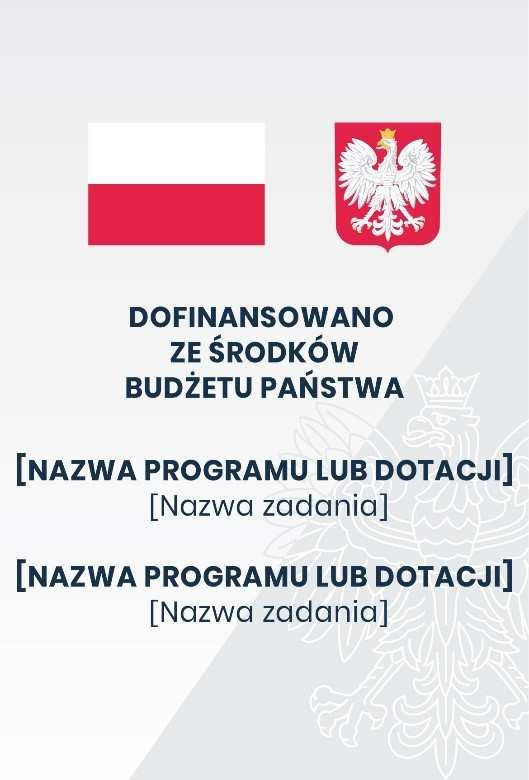 DOFINANSOWANO
ZE ŚRODKÓW
BUDŻETU PAŃSTWA
[NAZWA PROGRAMU LUB DOTACJI]
[Nazwa zadania]
[NAZWA PROGRAMU LUB DOTACJI]
[Nazwa zadania]